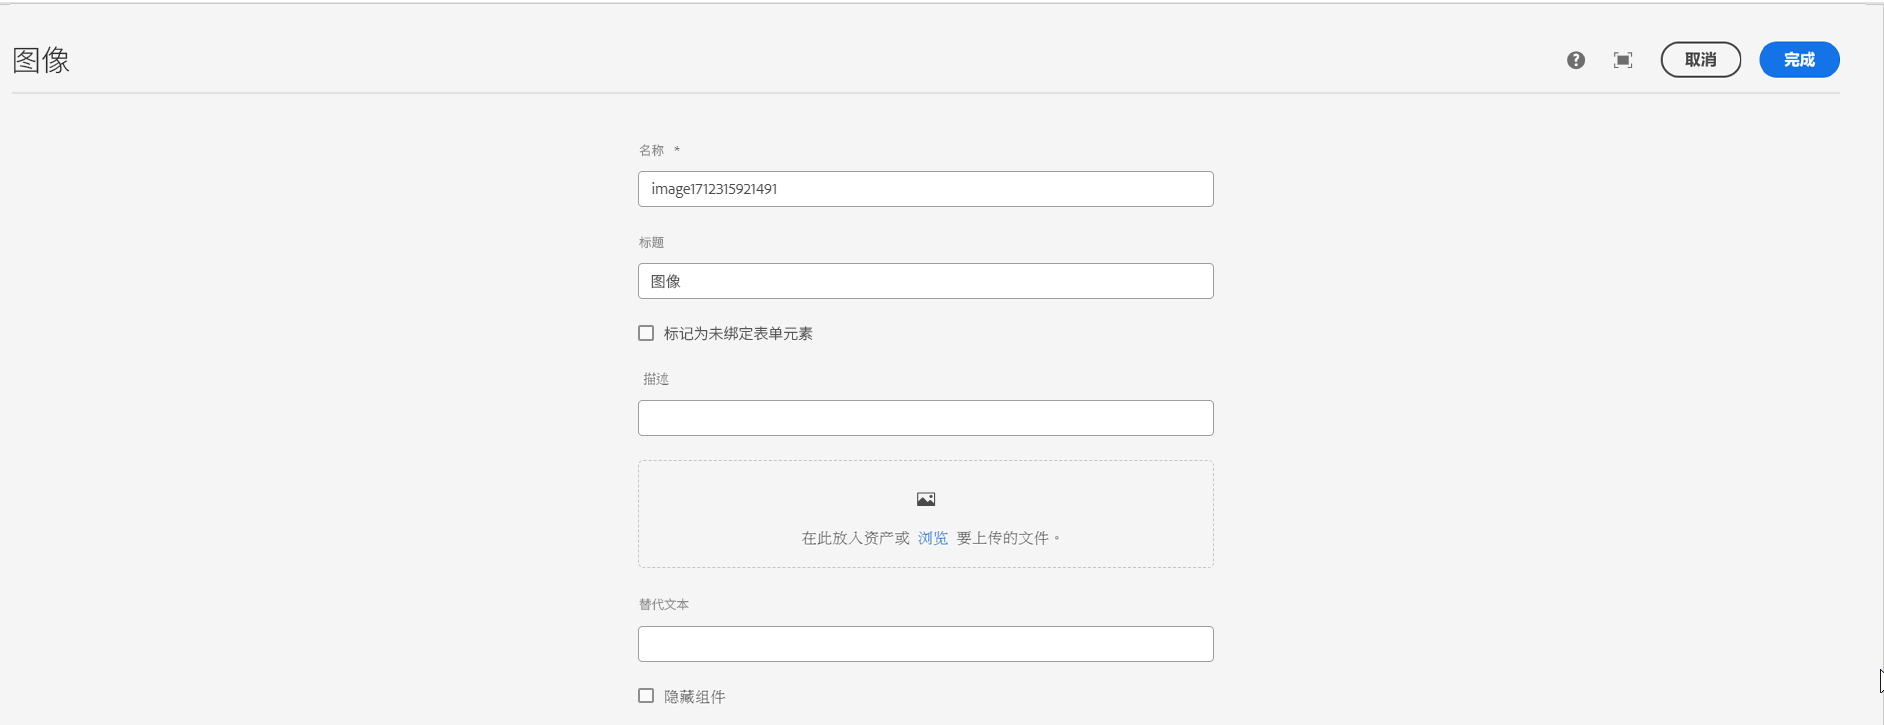 图像
取消
完成
名称 *
image1712315921491
标题
图像
标记为未绑定表单元素
描述
在此放入资产或 浏览 要上传的文件。
替代文本
隐藏组件